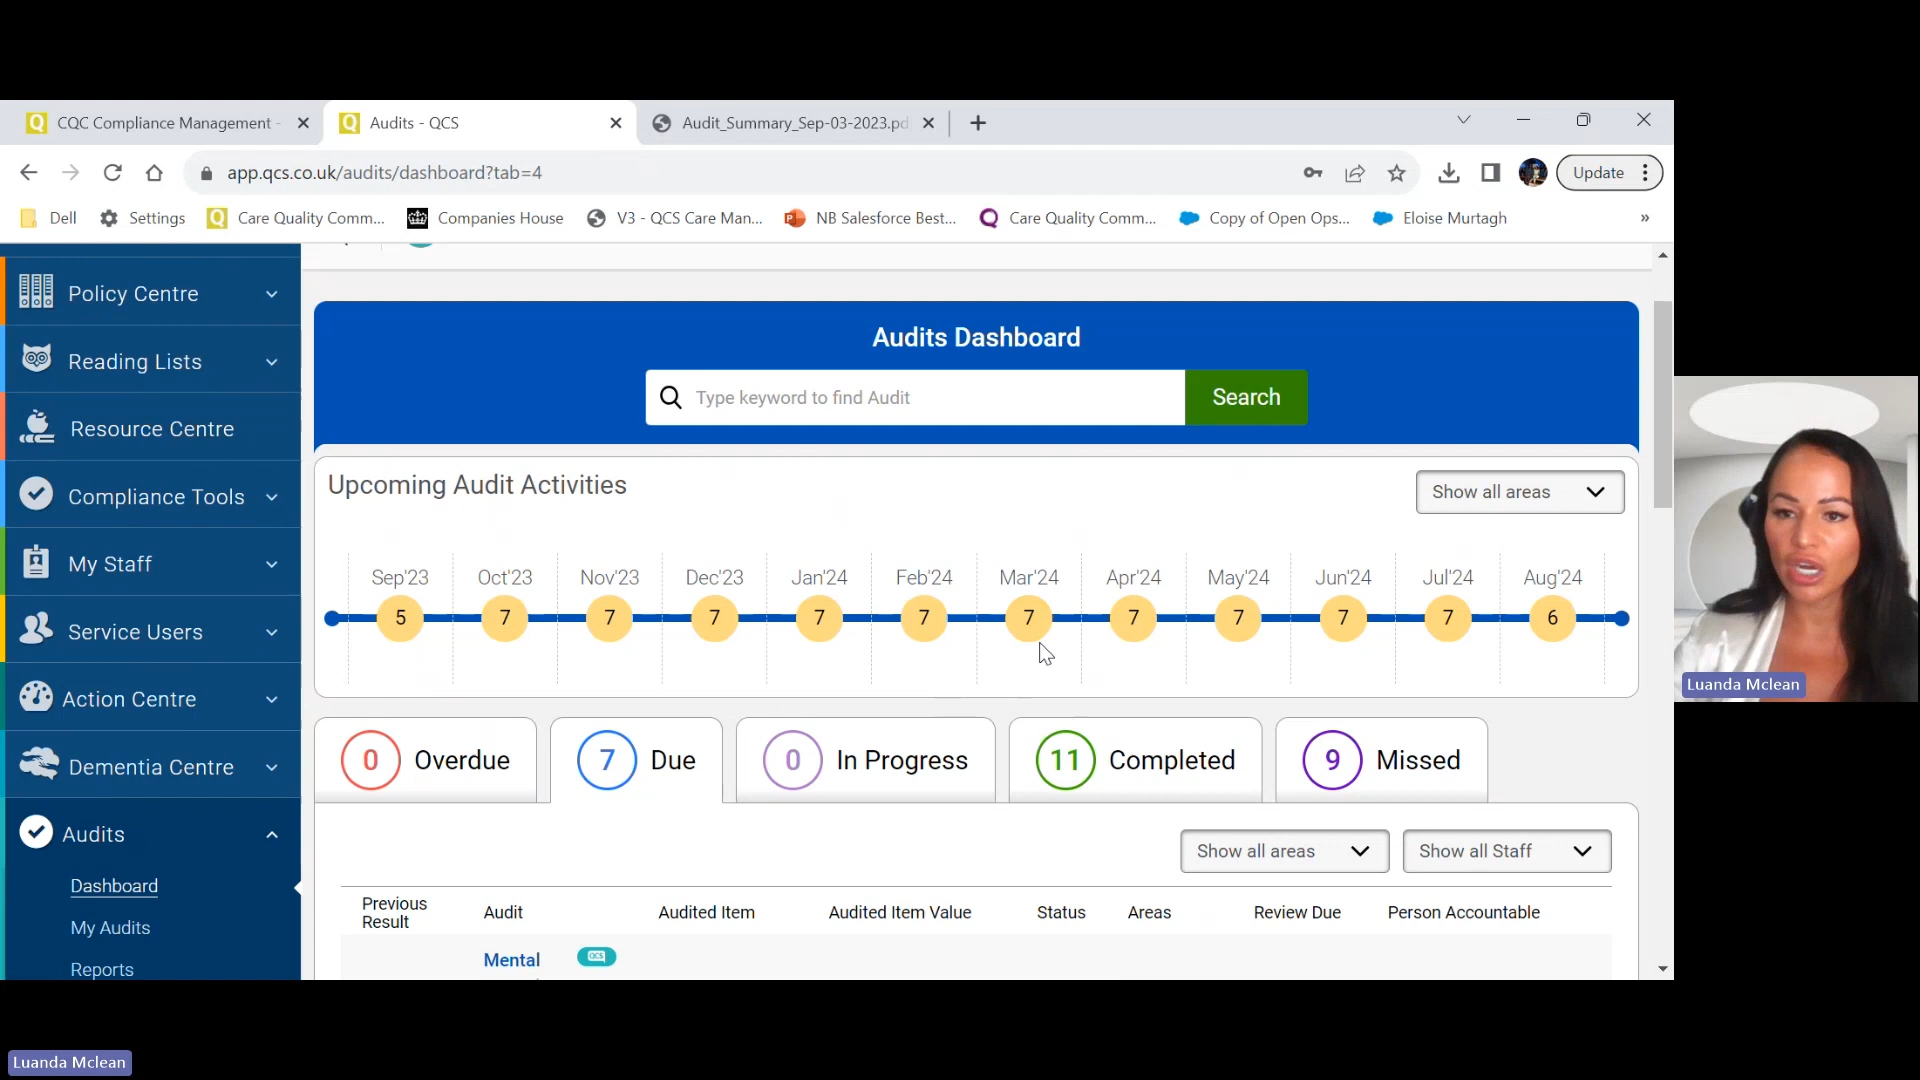 CQC Compliance Management -
Audits - QCS
Audit_Summary_Sep-03-2023.pd
app.qcs.co.uk/audits/dashboard?tab=4
Update
Dell
Settings
Care Quality Comm...
Companies House
V3 - QCS Care Man...
NB Salesforce Best...
Care Quality Comm...
Copy of Open Ops...
Eloise Murtagh
»
Policy Centre
Reading Lists
Resource Centre
Compliance Tools
My Staff
Service Users
Action Centre
Dementia Centre
Audits
Dashboard
My Audits
Reports
Audits Dashboard
Type keyword to find Audit
Search
Upcoming Audit Activities
Show all areas
Sep'23 Oct'23 Nov'23 Dec'23 Jan'24 Feb'24 Mar'24 Apr'24 May'24 Jun'24 Jul'24 Aug'24
5 7 7 7 7 7 7 7 7 7 7 6
0 Overdue
7 Due
0 In Progress
11 Completed
9 Missed
Show all areas
Show all Staff
Previous
Result
Audit
Audited Item
Audited Item Value
Status
Areas
Review Due
Person Accountable
Mental
QCS
Luanda Mclean
Luanda Mclean